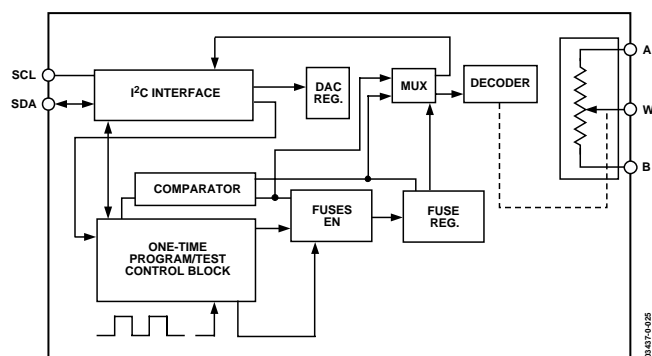 SCL
SDA
I²C INTERFACE
DAC
REG.
MUX
DECODER
A
W
B
COMPARATOR
FUSES
EN
FUSE
REG.
ONE-TIME
PROGRAM/TEST
CONTROL BLOCK
03437-0-025